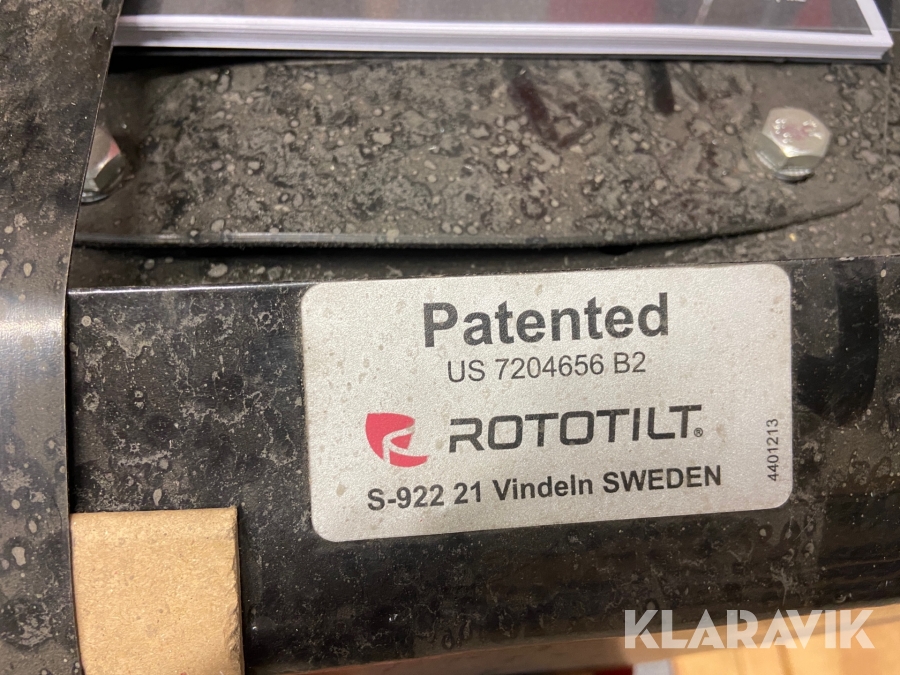 Patented
US 7204656 B2
ROTOTILT®
S-922 21 Vindeln SWEDEN
4401213
KLARAVIK